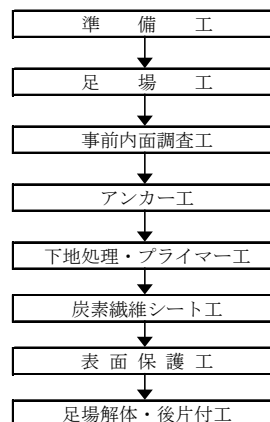 準備工
足場工
事前内面調査工
アンカー工
下地処理・プライマー工
炭素繊維シート工
表面保護工
足場解体・後片付工